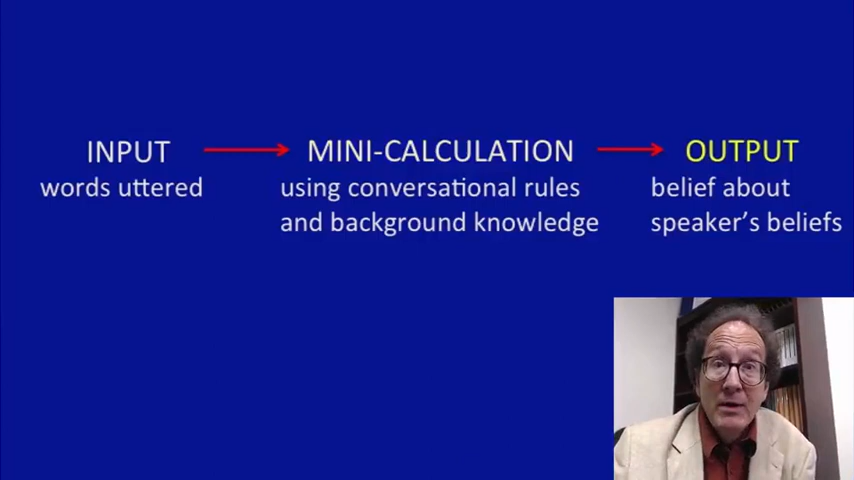 INPUT MINI-CALCULATION OUTPUT
words uttered using conversational rules belief about
and background knowledge speaker's beliefs